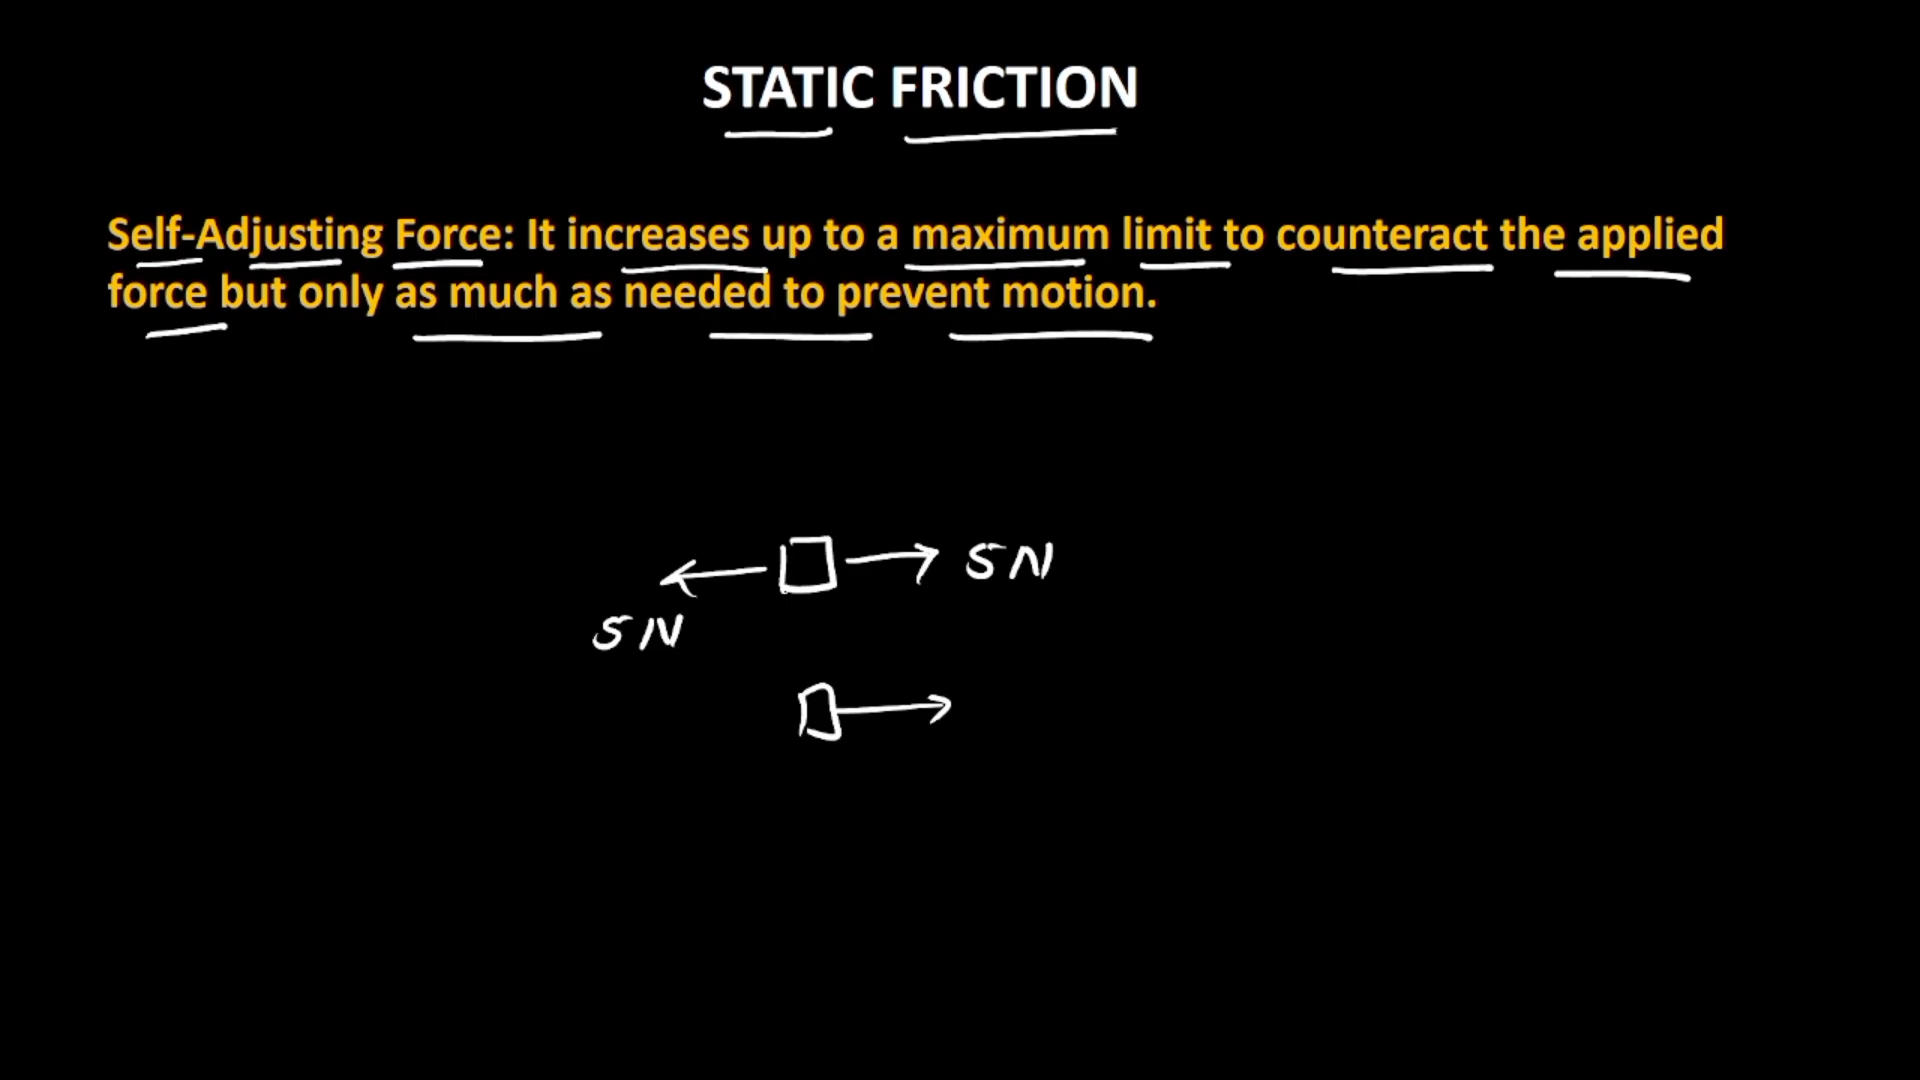 STATIC FRICTION
Self-Adjusting Force: It increases up to a maximum limit to counteract the applied
force but only as much as needed to prevent motion.
5N
5N